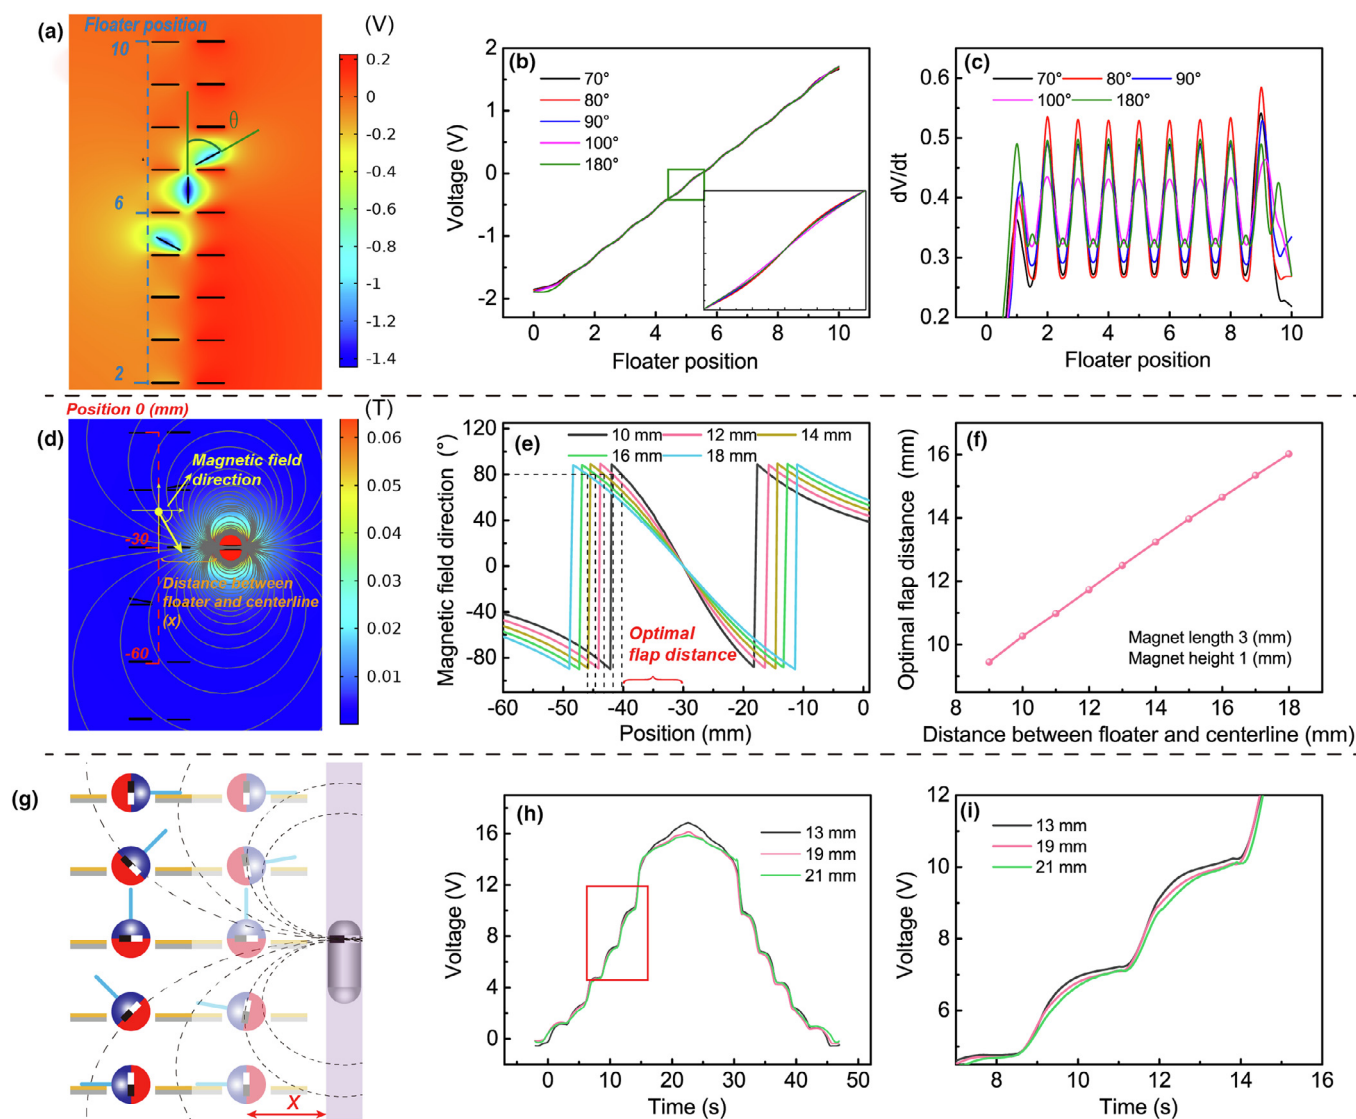 (a)
Floater position
(V)
10
6
2
θ
0.2
0
-0.2
-0.4
-0.6
-0.8
-1
-1.2
-1.4
(b)
70°
80°
90°
100°
180°
Voltage (V)
2
1
0
-1
-2
0 2 4 6 8 10
Floater position
(c)
70° 80° 90°
100° 180°
dV/dt
0.6
0.5
0.4
0.3
0.2
0 2 4 6 8 10
Floater position
Position 0 (mm)
(T)
(d)
Magnetic field
direction
-30
Distance between
floater and centerline
(x)
-60
0.06
0.05
0.04
0.03
0.02
0.01
(e)
10 mm 12 mm 14 mm
16 mm 18 mm
Magnetic field direction (°)
120
80
40
0
-40
-80
Optimal
flap distance
-60 -50 -40 -30 -20 -10 0
Position (mm)
(f)
Optimal flap distance (mm)
16
14
12
10
Magnet length 3 (mm)
Magnet height 1 (mm)
8 10 12 14 16 18
Distance between floater and centerline (mm)
(g)
X
(h)
13 mm
19 mm
21 mm
Voltage (V)
16
12
8
4
0
0 10 20 30 40 50
Time (s)
(i)
13 mm
19 mm
21 mm
Voltage (V)
12
10
8
6
8 10 12 14 16
Time (s)